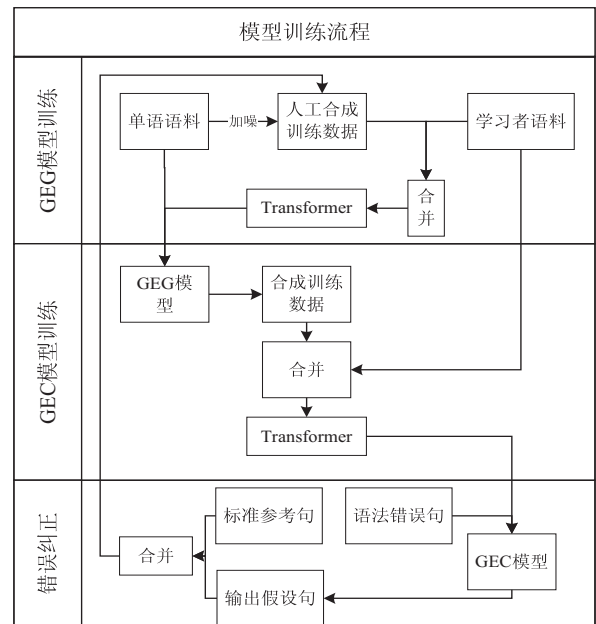 模型训练流程
GEG模型训练
单语语料
加噪
人工合成
训练数据
学习者语料
Transformer
合
并
GEC模型训练
GEG模
型
合成训练
数据
合并
Transformer
错误纠正
标准参考句
语法错误句
合并
GEC模型
输出假设句